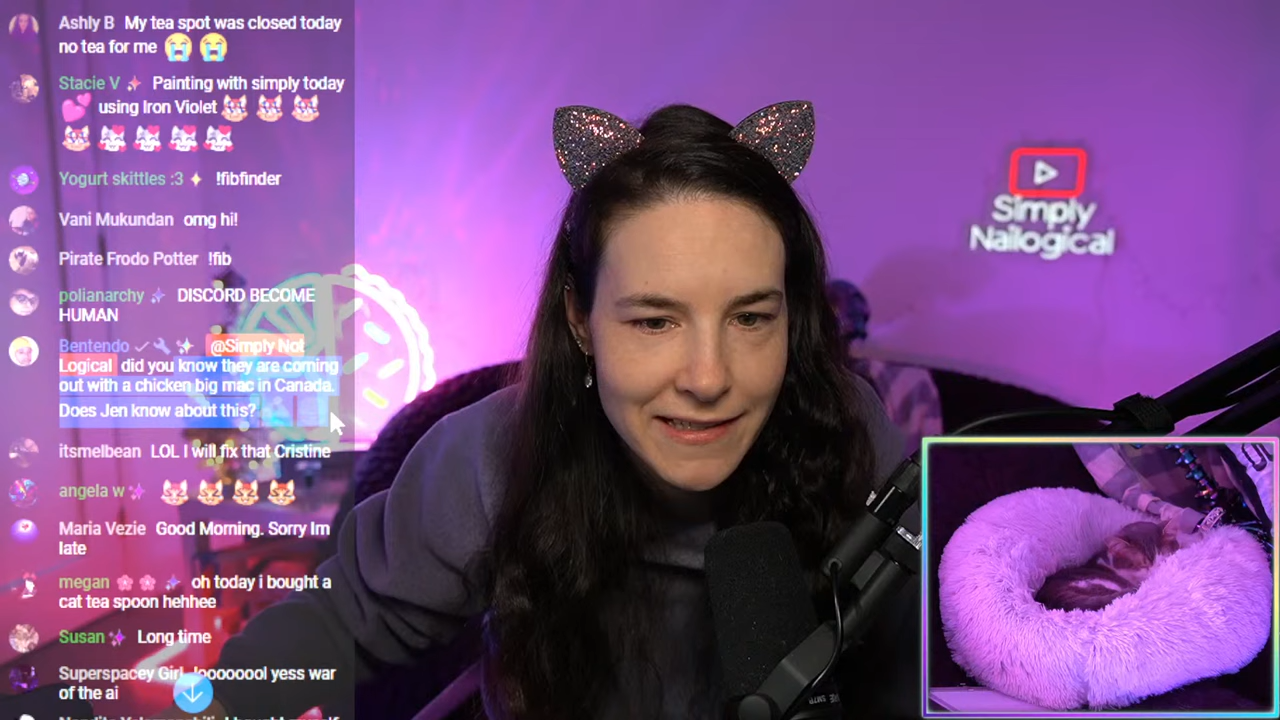 Ashly B My tea spot was closed today
no tea for me
Stacie V Painting with simply today
using Iron Violet
Yogurt skittles :3 !fibfinder
Vani Mukundan omg hi!
Pirate Frodo Potter !fib
polianarchy DISCORD BECOME
HUMAN
Bentendo @Simply Not
Logical did you know they are coming
out with a chicken big mac in Canada.
Does Jen know about this?
itsmelbean LOL I will fix that Cristine
angela w
Maria Vezie Good Morning. Sorry Im
late
megan oh today i bought a
cat tea spoon hehhee
Susan Long time
Superspacey Girl loooooool yess war
of the ai
Simply
Nailogical